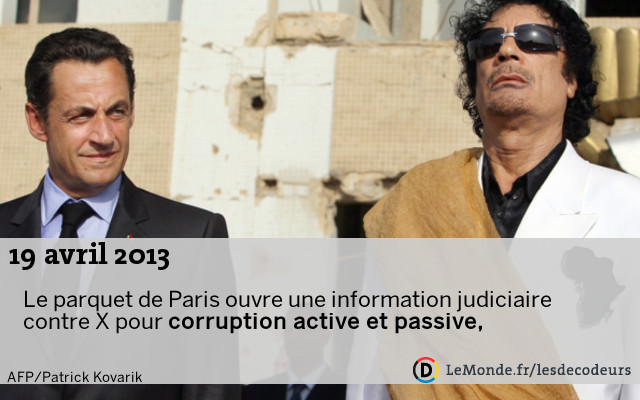 19 avril 2013
Le parquet de Paris ouvre une information judiciaire
contre X pour corruption active et passive,
AFP/Patrick Kovarik
D LeMonde.fr/lesdecodeurs